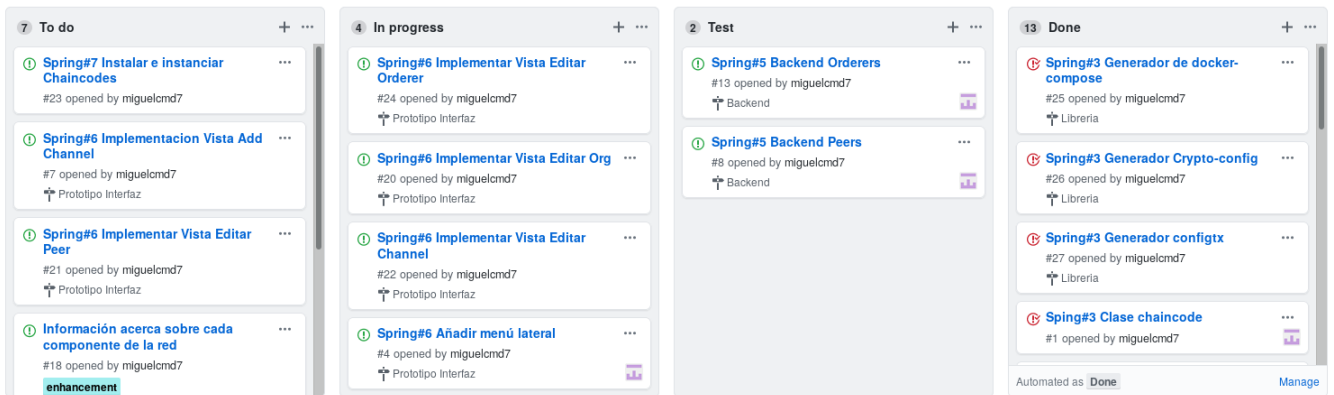 7 To do
Spring#7 Instalar e instanciar
Chaincodes
#23 opened by miguelcmd7
Spring#6 Implementacion Vista Add
Channel
#7 opened by miguelcmd7
Prototipo Interfaz
Spring#6 Implementar Vista Editar
Peer
#21 opened by miguelcmd7
Prototipo Interfaz
Información acerca sobre cada
componente de la red
#18 opened by miguelcmd7
enhancement
4 In progress
Spring#6 Implementar Vista Editar
Orderer
#24 opened by miguelcmd7
Prototipo Interfaz
Spring#6 Implementar Vista Editar Org
#20 opened by miguelcmd7
Prototipo Interfaz
Spring#6 Implementar Vista Editar
Channel
#22 opened by miguelcmd7
Prototipo Interfaz
Spring#6 Añadir menú lateral
#4 opened by miguelcmd7
Prototipo Interfaz
2 Test
Spring#5 Backend Orderers
#13 opened by miguelcmd7
Backend
Spring#5 Backend Peers
#8 opened by miguelcmd7
Backend
13 Done
Spring#3 Generador de docker-
compose
#25 opened by miguelcmd7
Libreria
Spring#3 Generador Crypto-config
#26 opened by miguelcmd7
Libreria
Spring#3 Generador configtx
#27 opened by miguelcmd7
Libreria
Sping#3 Clase chaincode
#1 opened by miguelcmd7
Automated as Done Manage